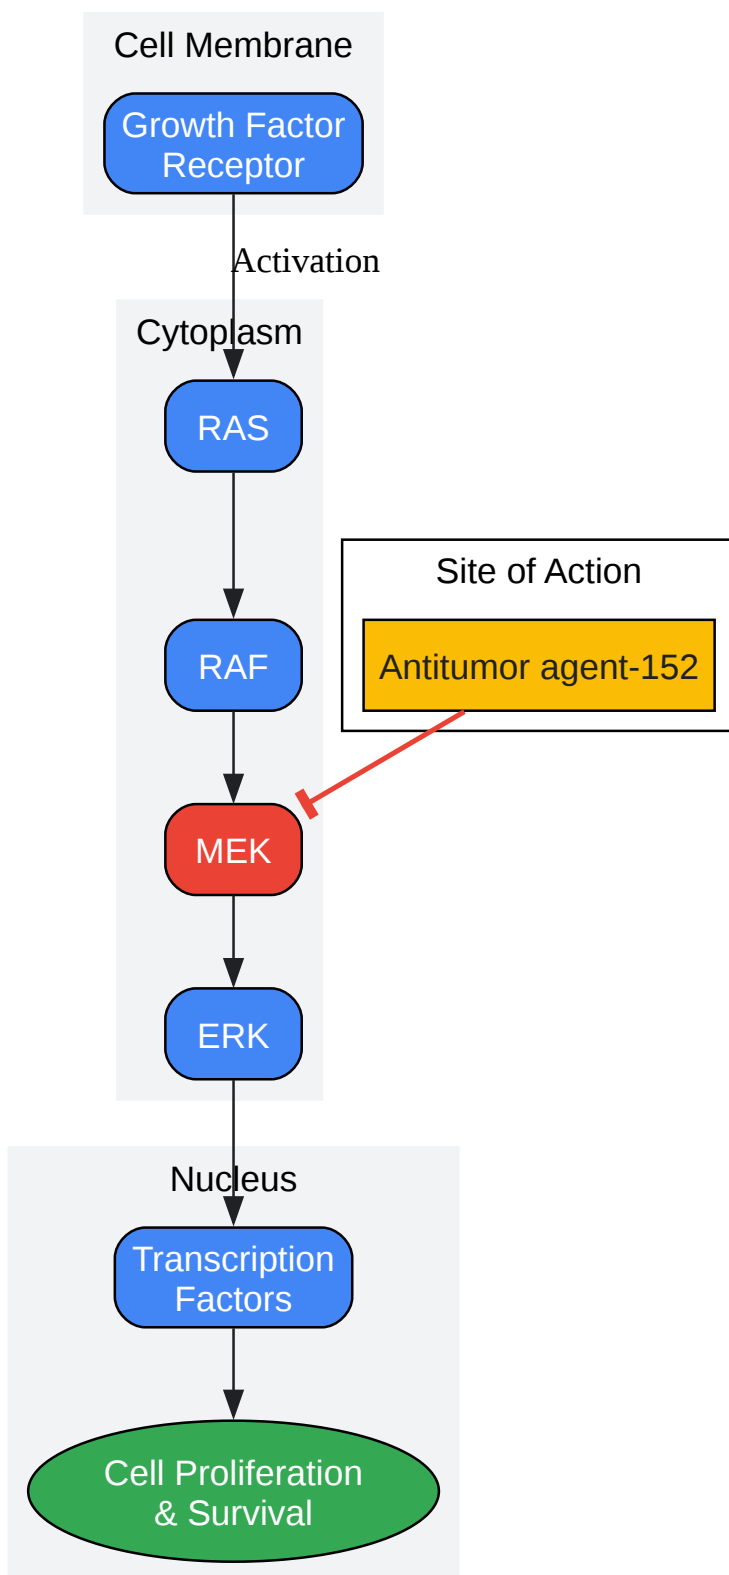 Cell Membrane
Growth Factor
Receptor
Activation
Cytoplasm
RAS
Site of Action
RAF
Antitumor agent-152
MEK
ERK
Nucleus
Transcription
Factors
Cell Proliferation
& Survival